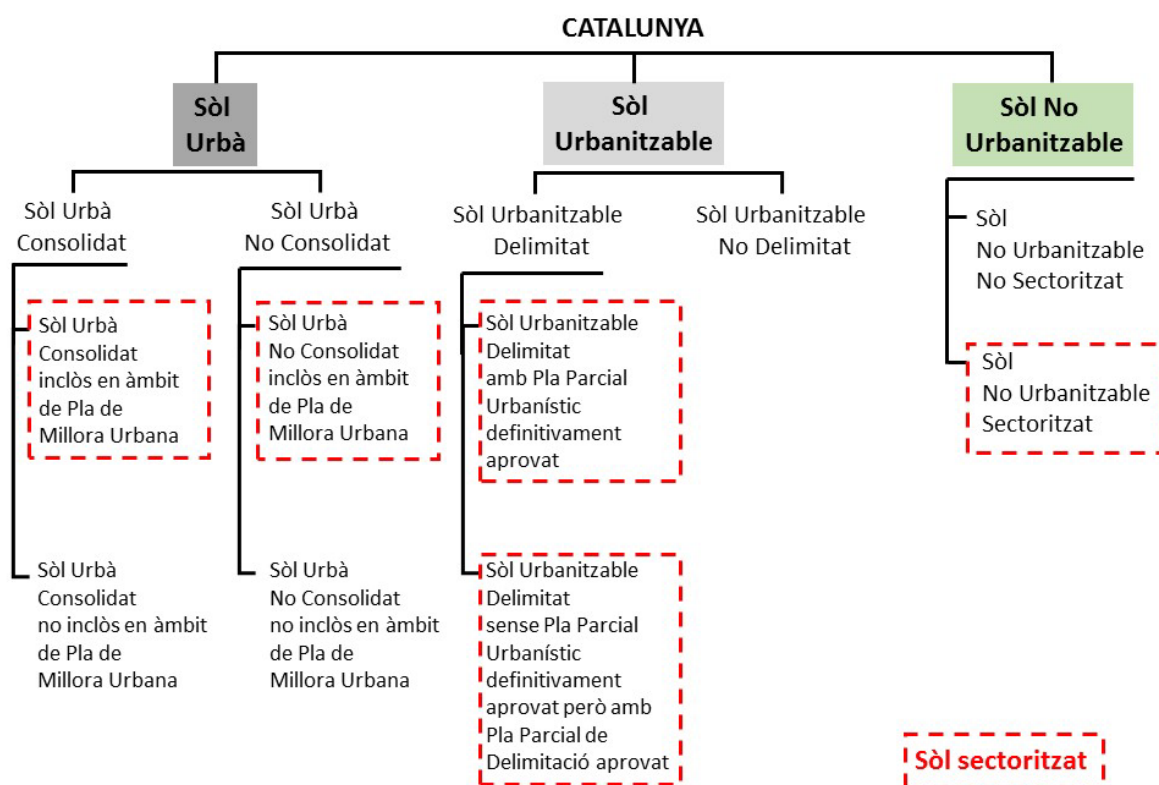 CATALUNYA
Sòl
Urbà
Sòl
Urbanitzable
Sòl No
Urbanitzable
Sòl Urbà
Consolidat
Sòl Urbà
No Consolidat
Sòl Urbanitzable
Delimitat
Sòl Urbanitzable
No Delimitat
Sòl
No Urbanitzable
No Sectoritzat
Sòl Urbà
Consolidat
inclòs en àmbit
de Pla de
Millora Urbana
Sòl Urbà
No Consolidat
inclòs en àmbit
de Pla de
Millora Urbana
Sòl Urbanitzable
Delimitat
amb Pla Parcial
Urbanístic
definitivament
aprovat
Sòl
No Urbanitzable
Sectoritzat
Sòl Urbà
Consolidat
no inclòs en àmbit
de Pla de
Millora Urbana
Sòl Urbà
No Consolidat
no inclòs en àmbit
de Pla de
Millora Urbana
Sòl Urbanitzable
Delimitat
sense Pla Parcial
Urbanístic
definitivament
aprovat però amb
Pla Parcial de
Delimitació aprovat
Sòl sectoritzat